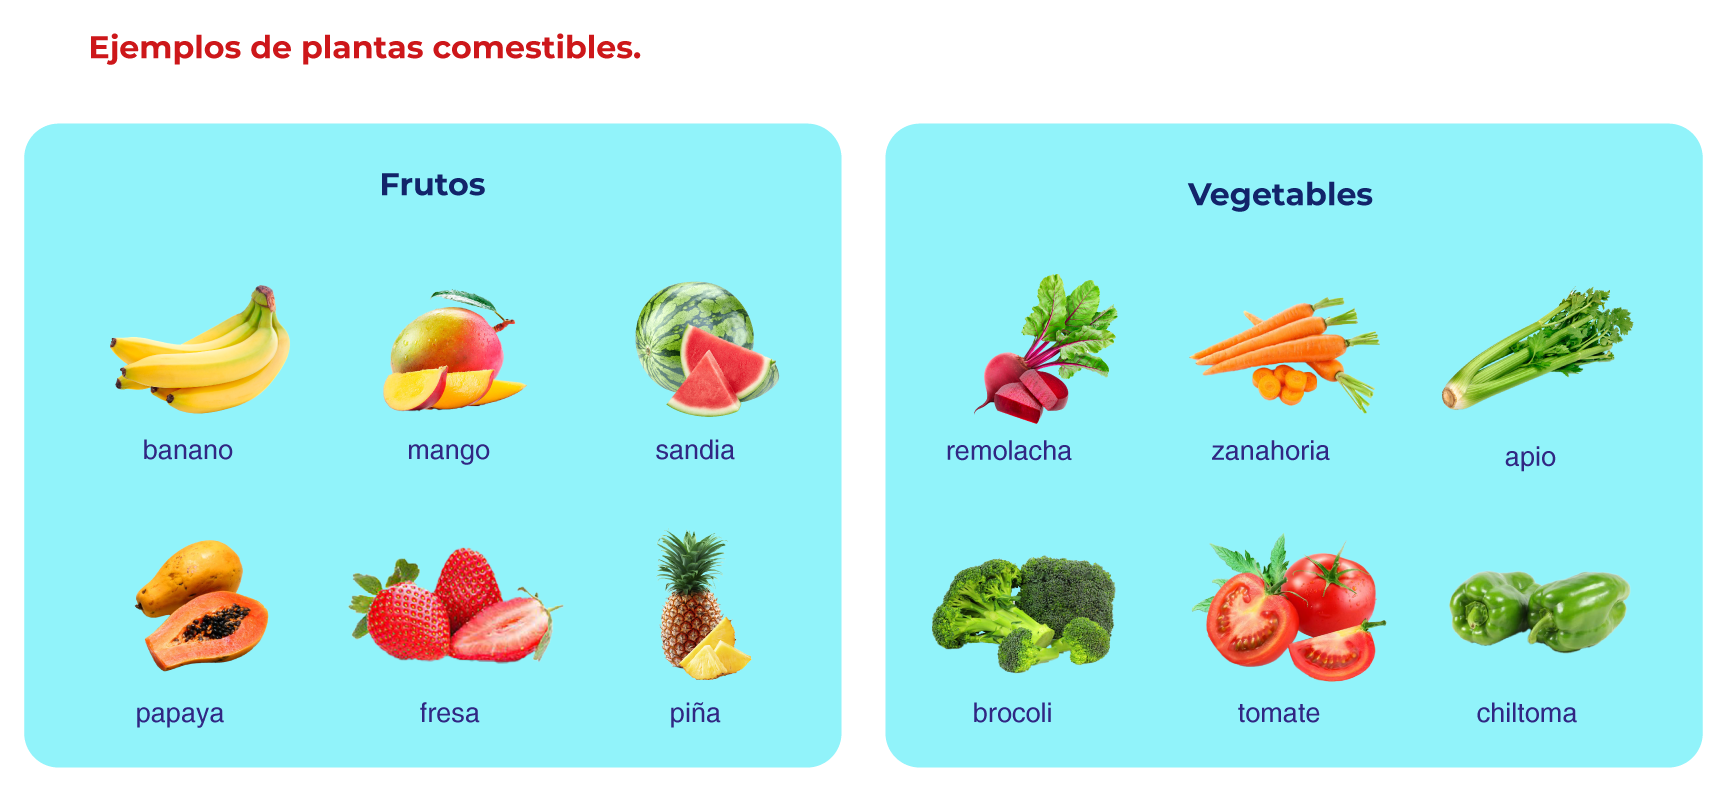 Ejemplos de plantas comestibles.
Frutos
banano
mango
sandia
papaya
fresa
piña
Vegetables
remolacha
zanahoria
apio
brocoli
tomate
chiltoma